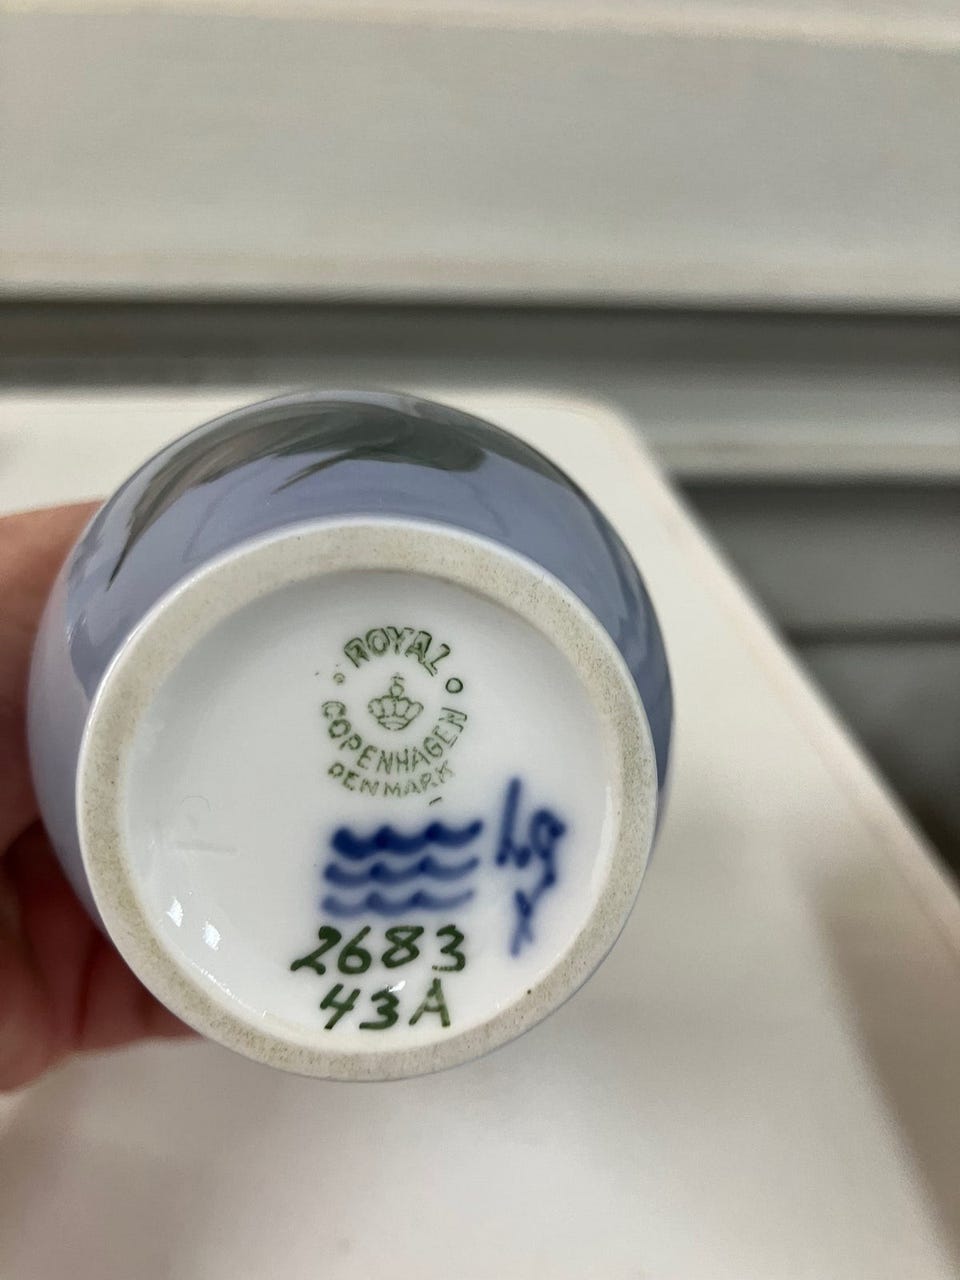 ROYAL
COPENHAGEN
DENMARK
2683
43A